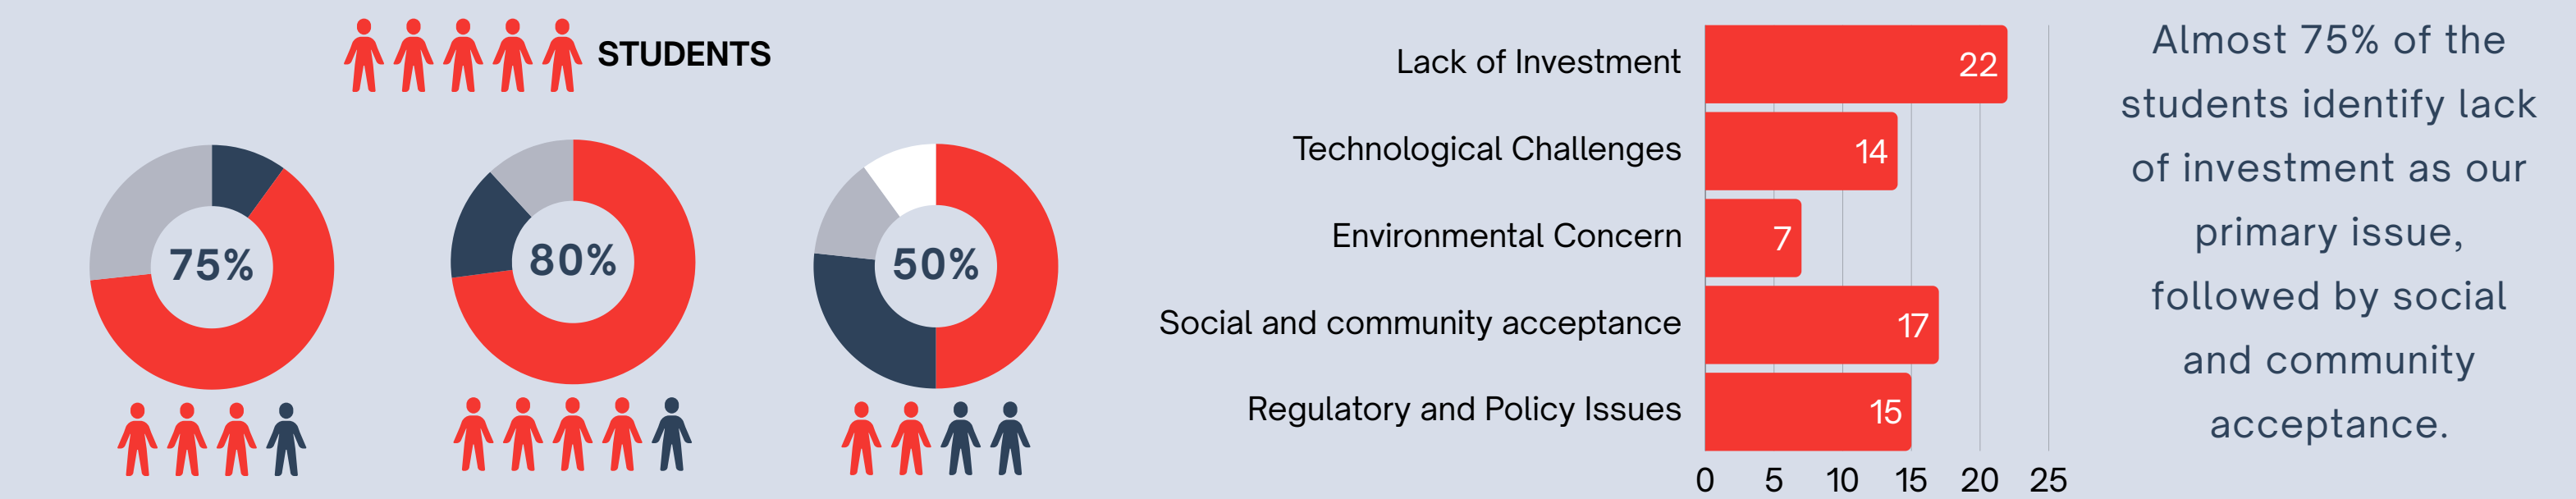 STUDENTS
75%
80%
50%
Lack of Investment
22
Technological Challenges
14
Environmental Concern
7
Social and community acceptance
17
Regulatory and Policy Issues
15
0 5 10 15 20 25
Almost 75% of the
students identify lack
of investment as our
primary issue,
followed by social
and community
acceptance.